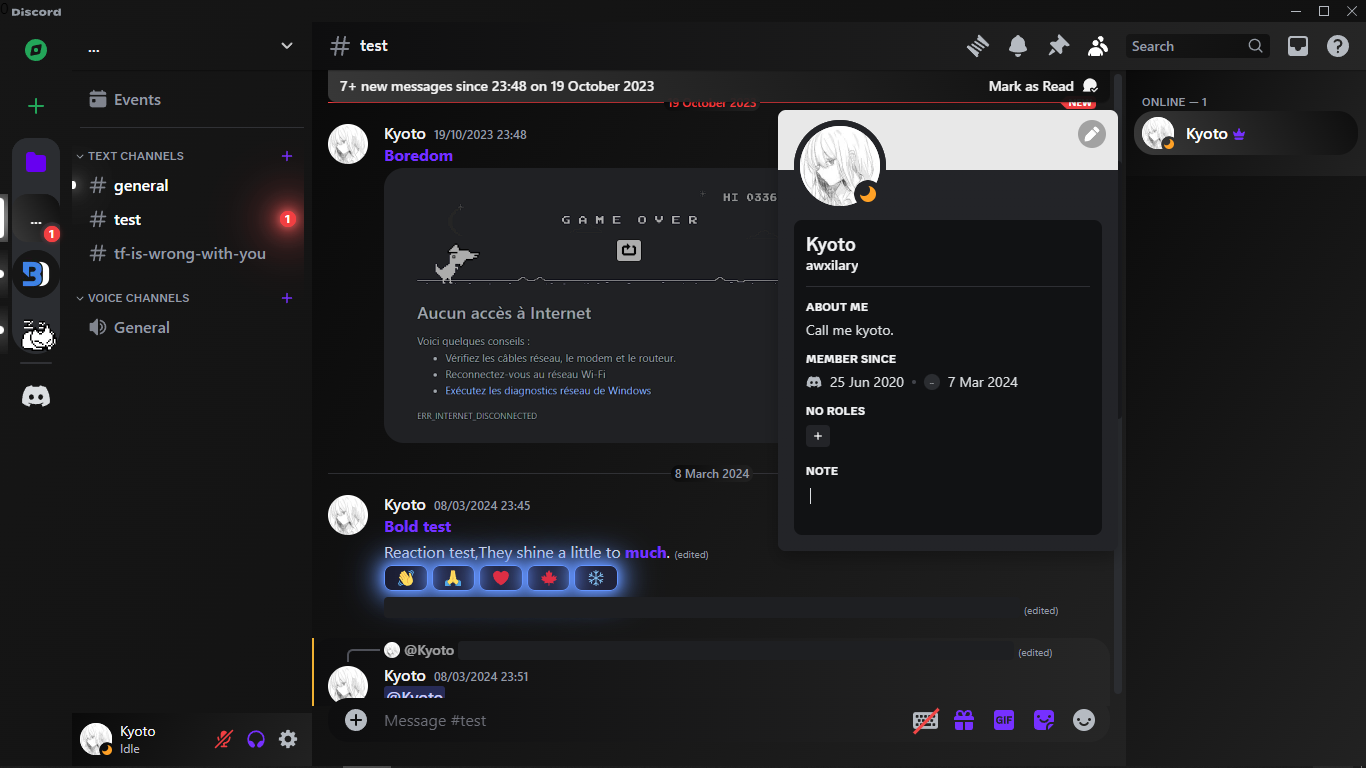 Discord
...
Events
TEXT CHANNELS
general
test
1
tf-is-wrong-with-you
VOICE CHANNELS
General
...
1
Kyoto
Idle
test
Search
7+ new messages since 23:48 on 19 October 2023
Mark as Read
19 October 2023
NEW
Kyoto 19/10/2023 23:48
Boredom
HI 0336
GAME OVER
Aucun accès à Internet
Voici quelques conseils :
Vérifiez les câbles réseau, le modem et le routeur.
Reconnectez-vous au réseau Wi-Fi
Exécutez les diagnostics réseau de Windows
ERR_INTERNET_DISCONNECTED
8 March 2024
Kyoto 08/03/2024 23:45
Bold test
Reaction test,They shine a little to much. (edited)
(edited)
@Kyoto
(edited)
Kyoto 08/03/2024 23:51
@Kyoto
Message #test
GIF
Kyoto
awxilary
ABOUT ME
Call me kyoto.
MEMBER SINCE
25 Jun 2020 • 7 Mar 2024
NO ROLES
+
NOTE
ONLINE — 1
Kyoto